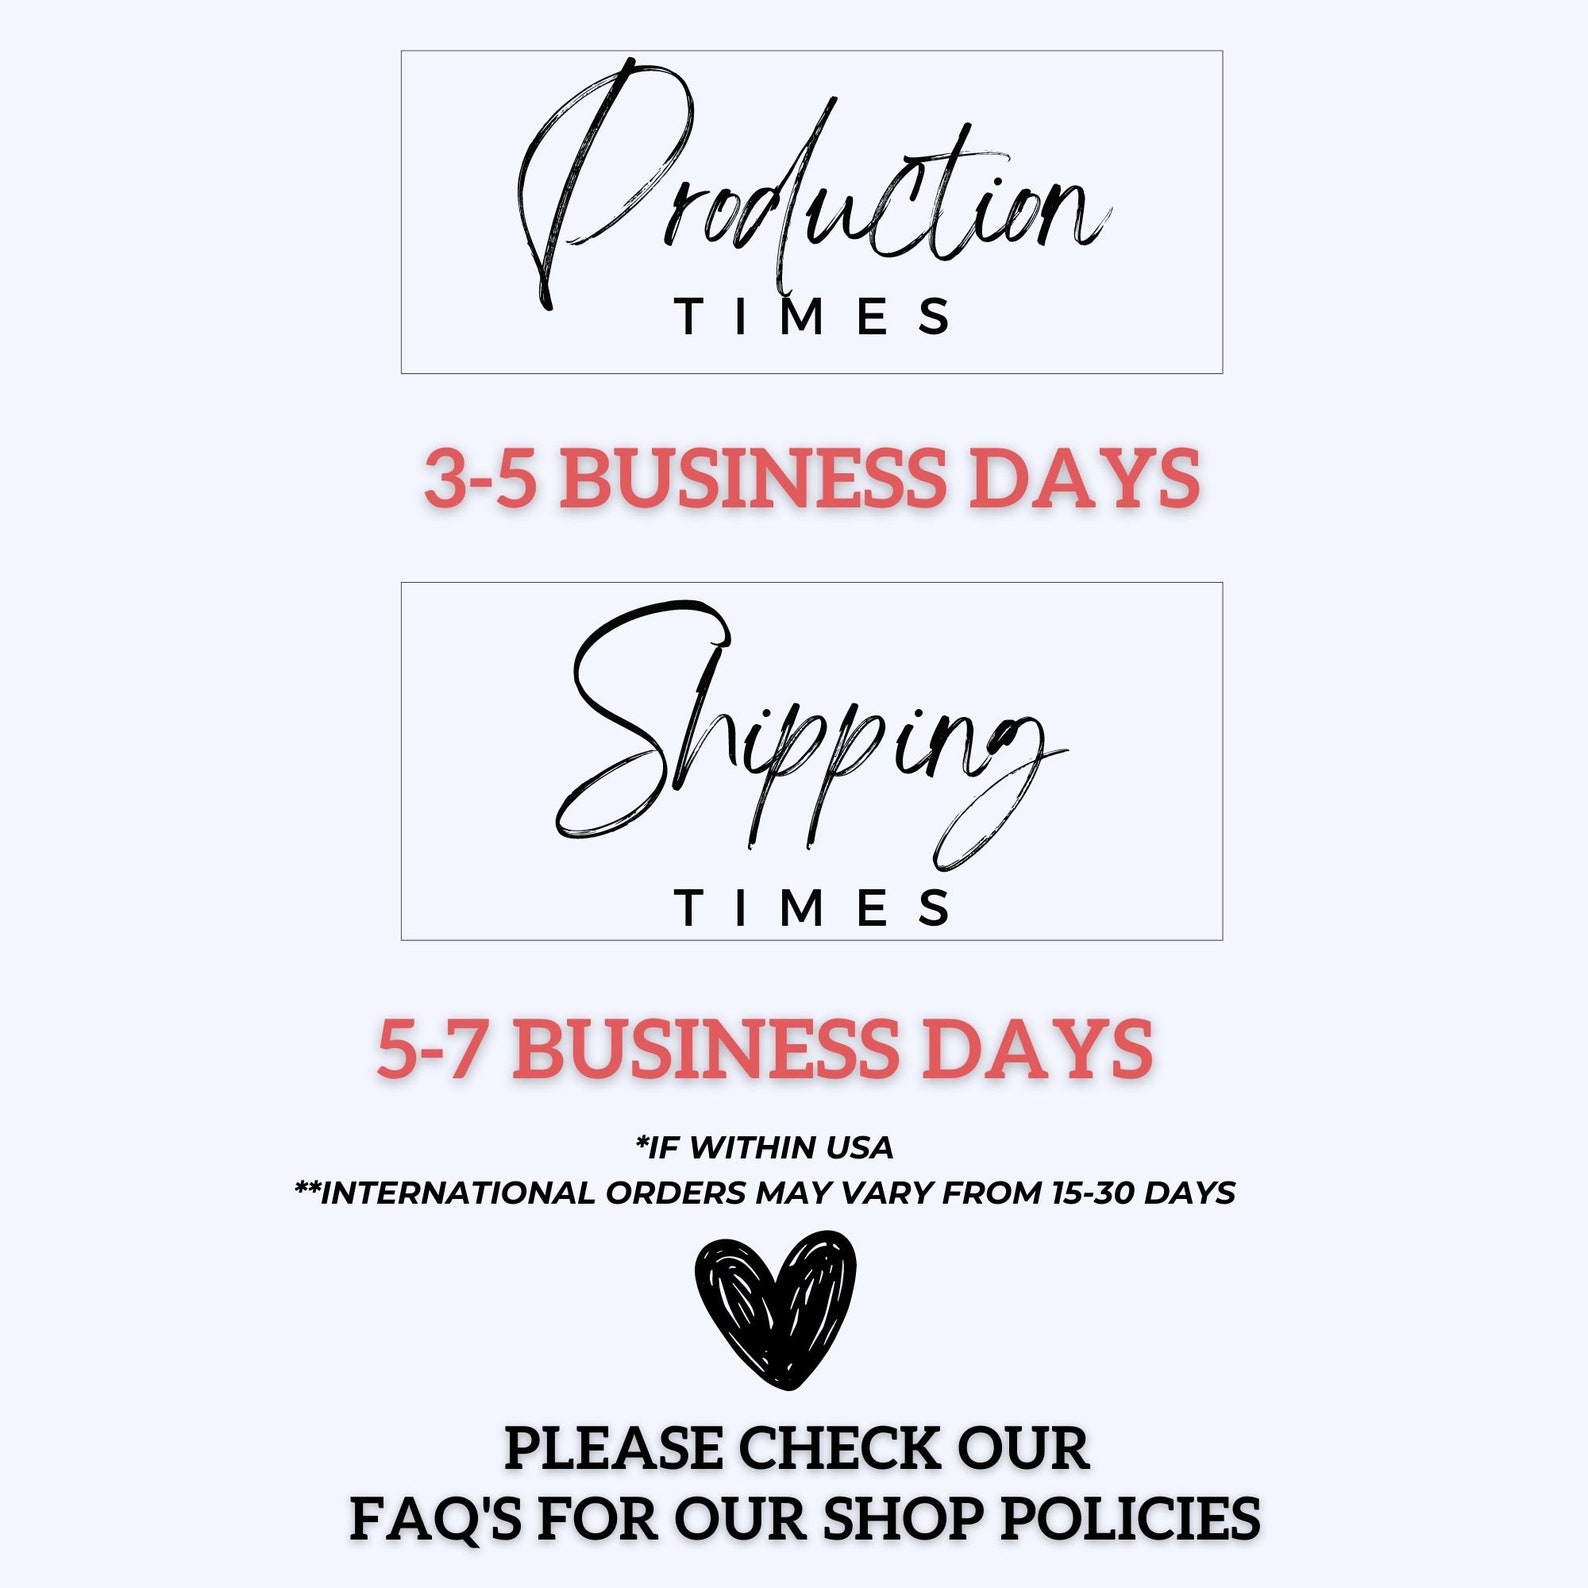 Production
TIMES
3-5 BUSINESS DAYS
Shipping
TIMES
5-7 BUSINESS DAYS
*IF WITHIN USA
**INTERNATIONAL ORDERS MAY VARY FROM 15-30 DAYS
PLEASE CHECK OUR
FAQ'S FOR OUR SHOP POLICIES